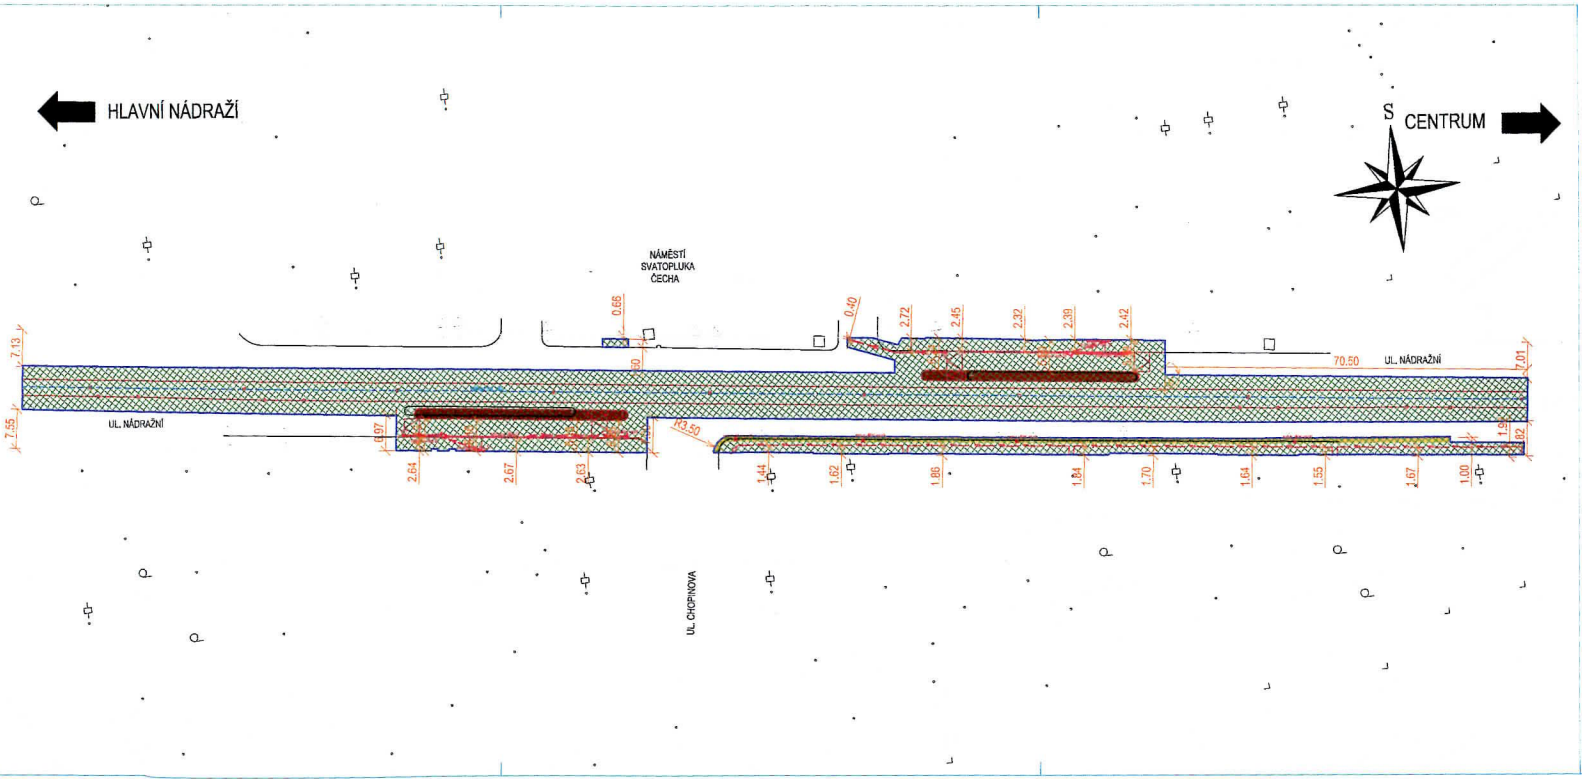 HLAVNÍ NÁDRAŽÍ
S
CENTRUM
NÁMĚSTÍ
SVATOPLUKA
ČECHA
0.66
0.40
2.72
2.45
2.32
2.39
2.42
7.13
7.01
70.50
UL. NÁDRAŽNÍ
7.55
UL. NÁDRAŽNÍ
R3.50
2.64
2.67
2.63
1.44
1.62
1.86
1.84
1.70
1.64
1.55
1.67
1.00
UL. CHOPINOVA